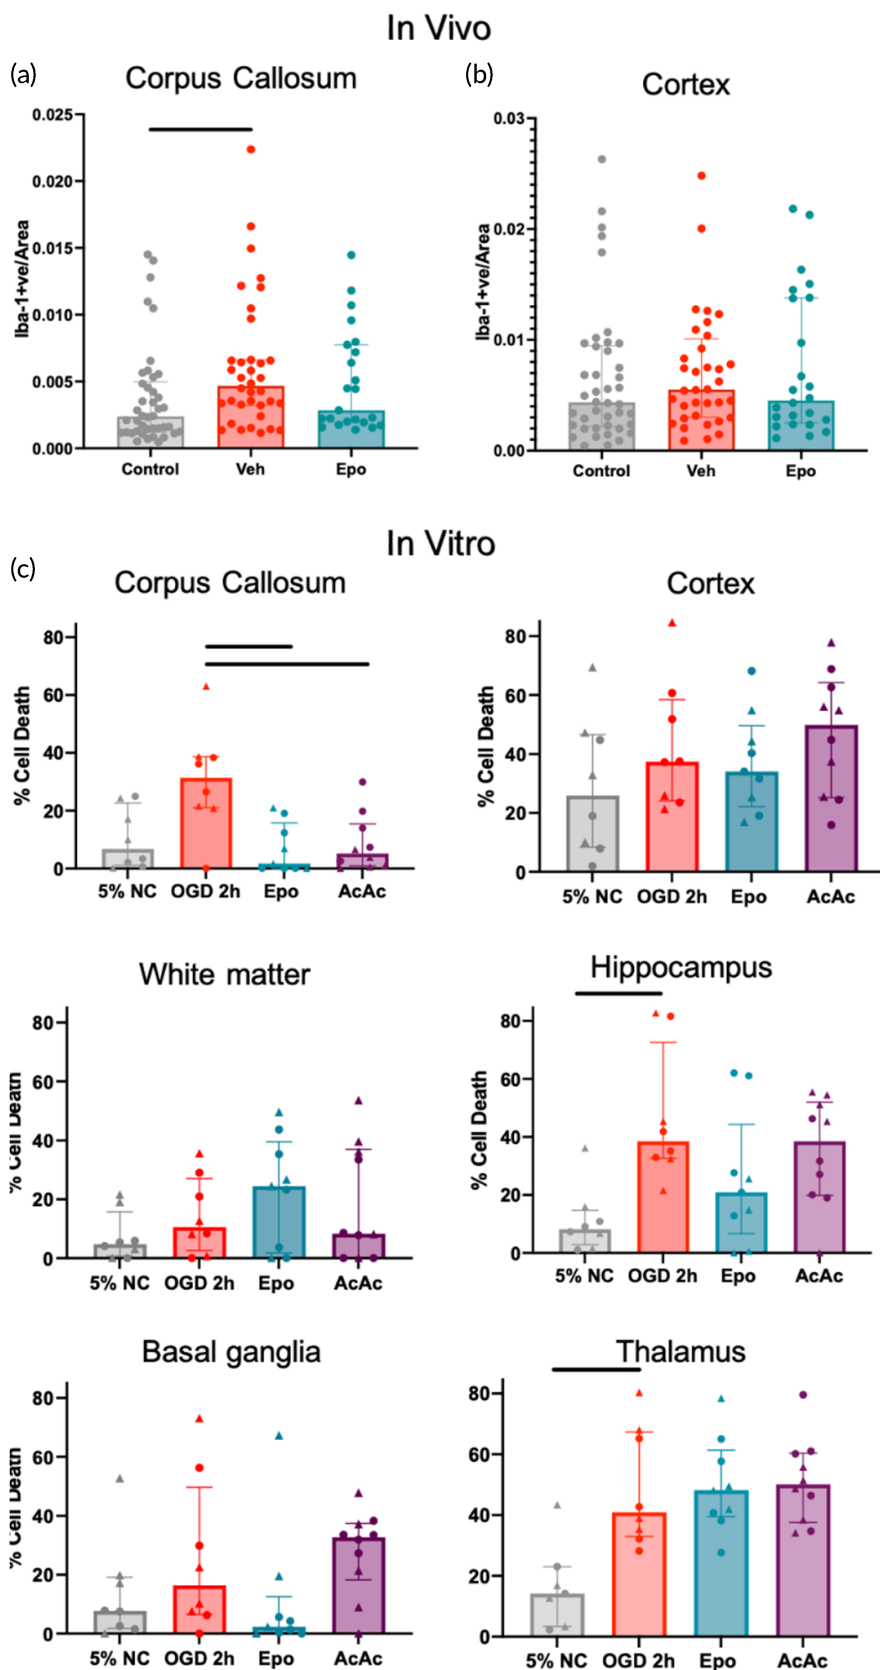 In Vivo
(a)
Corpus Callosum
Iba-1+ve/Area
0.025
0.020
0.015
0.010
0.005
0.000
Control Veh Epo
(b)
Cortex
Iba-1+ve/Area
0.03
0.02
0.01
0.00
Control Veh Epo
In Vitro
(c)
Corpus Callosum
% Cell Death
80
60
40
20
0
5% NC OGD 2h Epo AcAc
Cortex
% Cell Death
80
60
40
20
0
5% NC OGD 2h Epo AcAc
White matter
% Cell Death
80
60
40
20
0
5% NC OGD 2h Epo AcAc
Hippocampus
% Cell Death
80
60
40
20
0
5% NC OGD 2h Epo AcAc
Basal ganglia
% Cell Death
80
60
40
20
0
5% NC OGD 2h Epo AcAc
Thalamus
% Cell Death
80
60
40
20
0
5% NC OGD 2h Epo AcAc